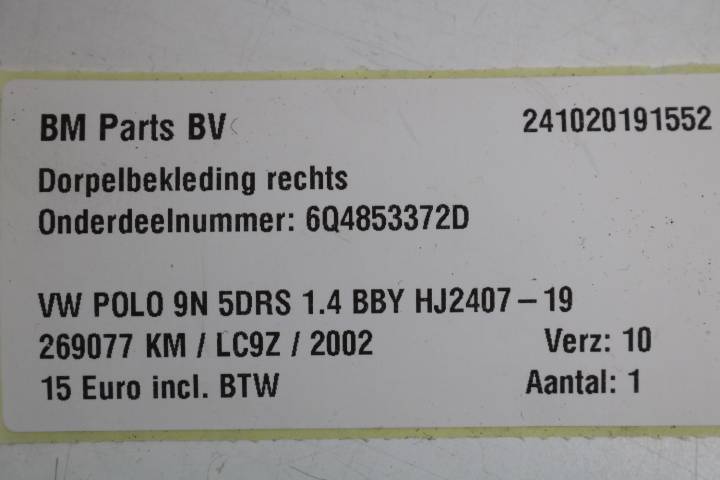 BM Parts BV 241020191552
Dorpelbekleding rechts
Onderdeelnummer: 6Q4853372D
VW POLO 9N 5DRS 1.4 BBY HJ2407 – 19
269077 KM / LC9Z / 2002 Verz: 10
15 Euro incl. BTW Aantal: 1